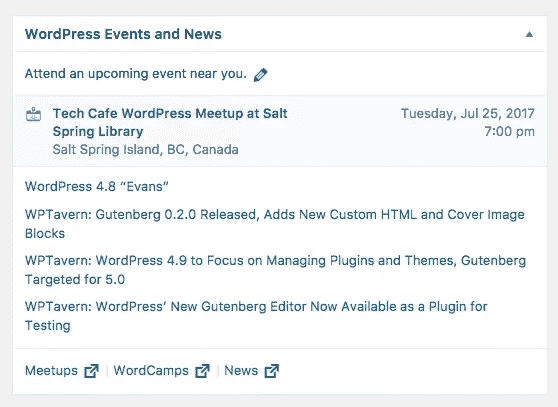 WordPress Events and News
Attend an upcoming event near you.
Tech Cafe WordPress Meetup at Salt
Spring Library
Salt Spring Island, BC, Canada
Tuesday, Jul 25, 2017
7:00 pm
WordPress 4.8 “Evans”
WPTavern: Gutenberg 0.2.0 Released, Adds New Custom HTML and Cover Image
Blocks
WPTavern: WordPress 4.9 to Focus on Managing Plugins and Themes, Gutenberg
Targeted for 5.0
WPTavern: WordPress’ New Gutenberg Editor Now Available as a Plugin for
Testing
Meetups | WordCamps | News